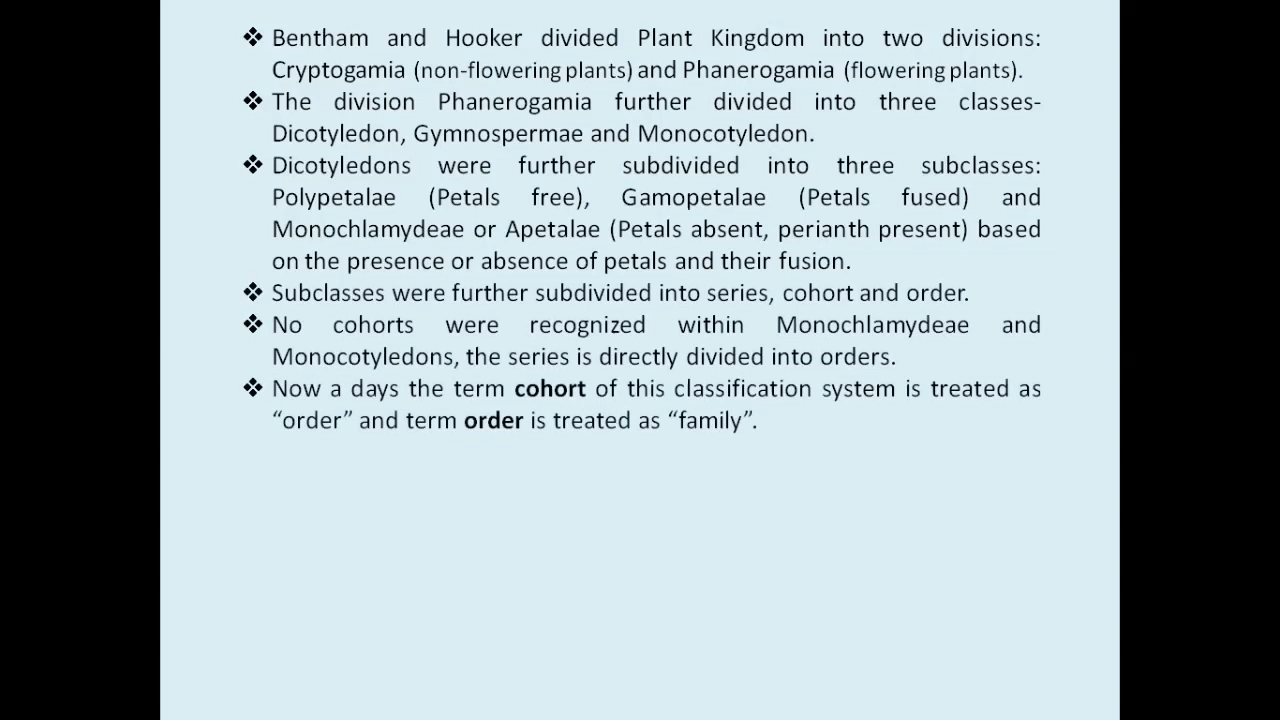 ❖ Bentham and Hooker divided Plant Kingdom into two divisions:
Cryptogamia (non-flowering plants) and Phanerogamia (flowering plants).
❖ The division Phanerogamia further divided into three classes-
Dicotyledon, Gymnospermae and Monocotyledon.
❖ Dicotyledons were further subdivided into three subclasses:
Polypetalae (Petals free), Gamopetalae (Petals fused) and
Monochlamydeae or Apetalae (Petals absent, perianth present) based
on the presence or absence of petals and their fusion.
❖ Subclasses were further subdivided into series, cohort and order.
❖ No cohorts were recognized within Monochlamydeae and
Monocotyledons, the series is directly divided into orders.
❖ Now a days the term cohort of this classification system is treated as
“order” and term order is treated as “family”.